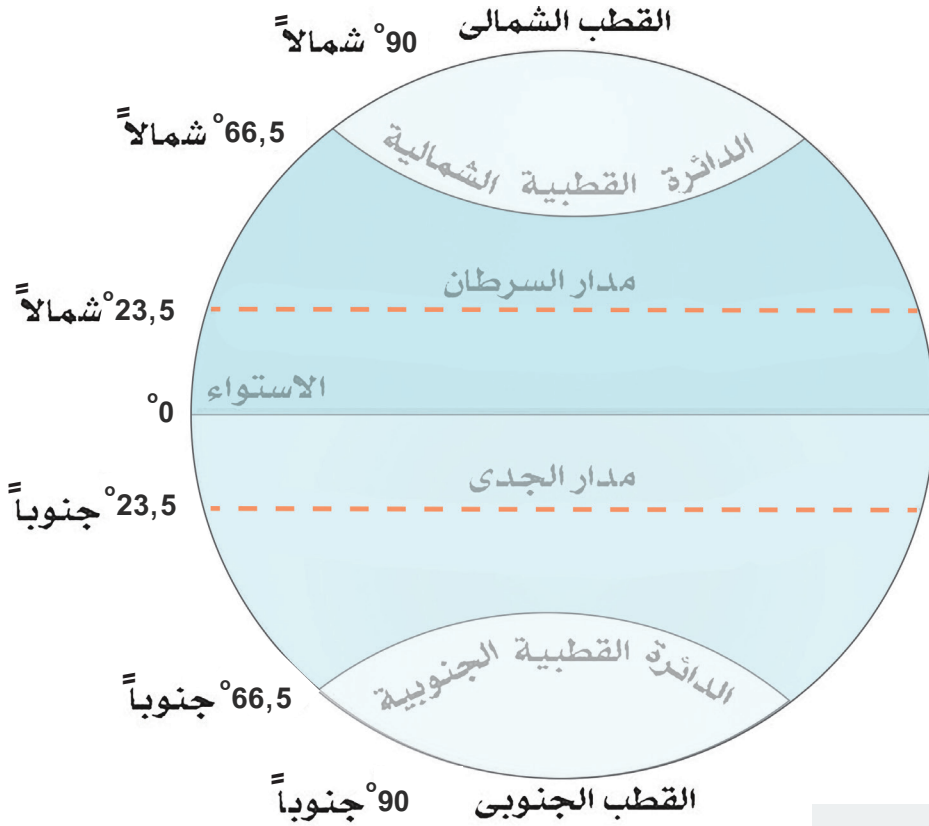 القطب الشمالى
90° شمالاً
66,5° شمالاً
الدائرة القطبية الشمالية
مدار السرطان
23,5° شمالاً
الاستواء
0°
مدار الجدى
23,5° جنوباً
الدائرة القطبية الجنوبية
66,5° جنوباً
القطب الجنوبى
90° جنوباً